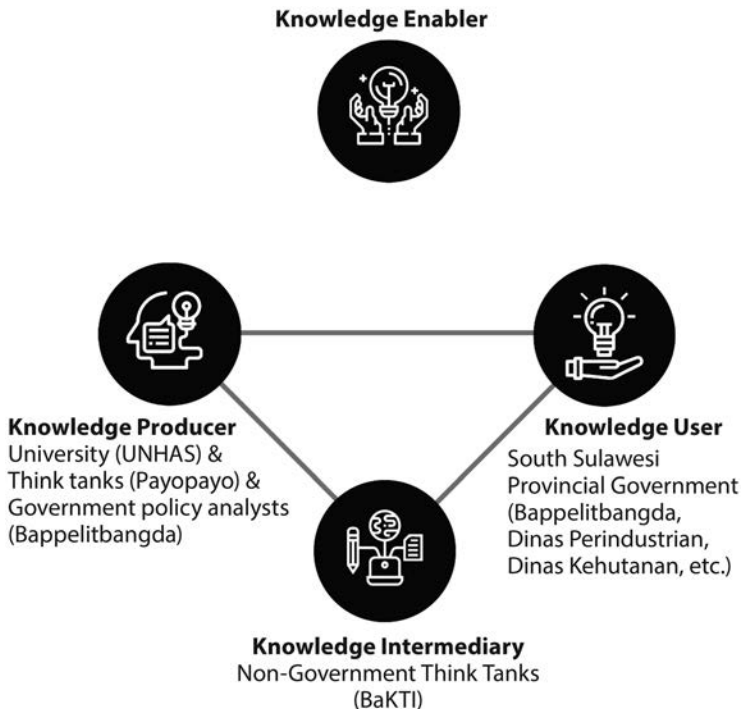 Knowledge Enabler
Knowledge Producer
University (UNHAS) &
Think tanks (Payopayo) &
Government policy analysts
(Bappelitbangda)
Knowledge User
South Sulawesi
Provincial Government
(Bappelitbangda,
Dinas Perindustrian,
Dinas Kehutanan, etc.)
Knowledge Intermediary
Non-Government Think Tanks
(BaKTI)